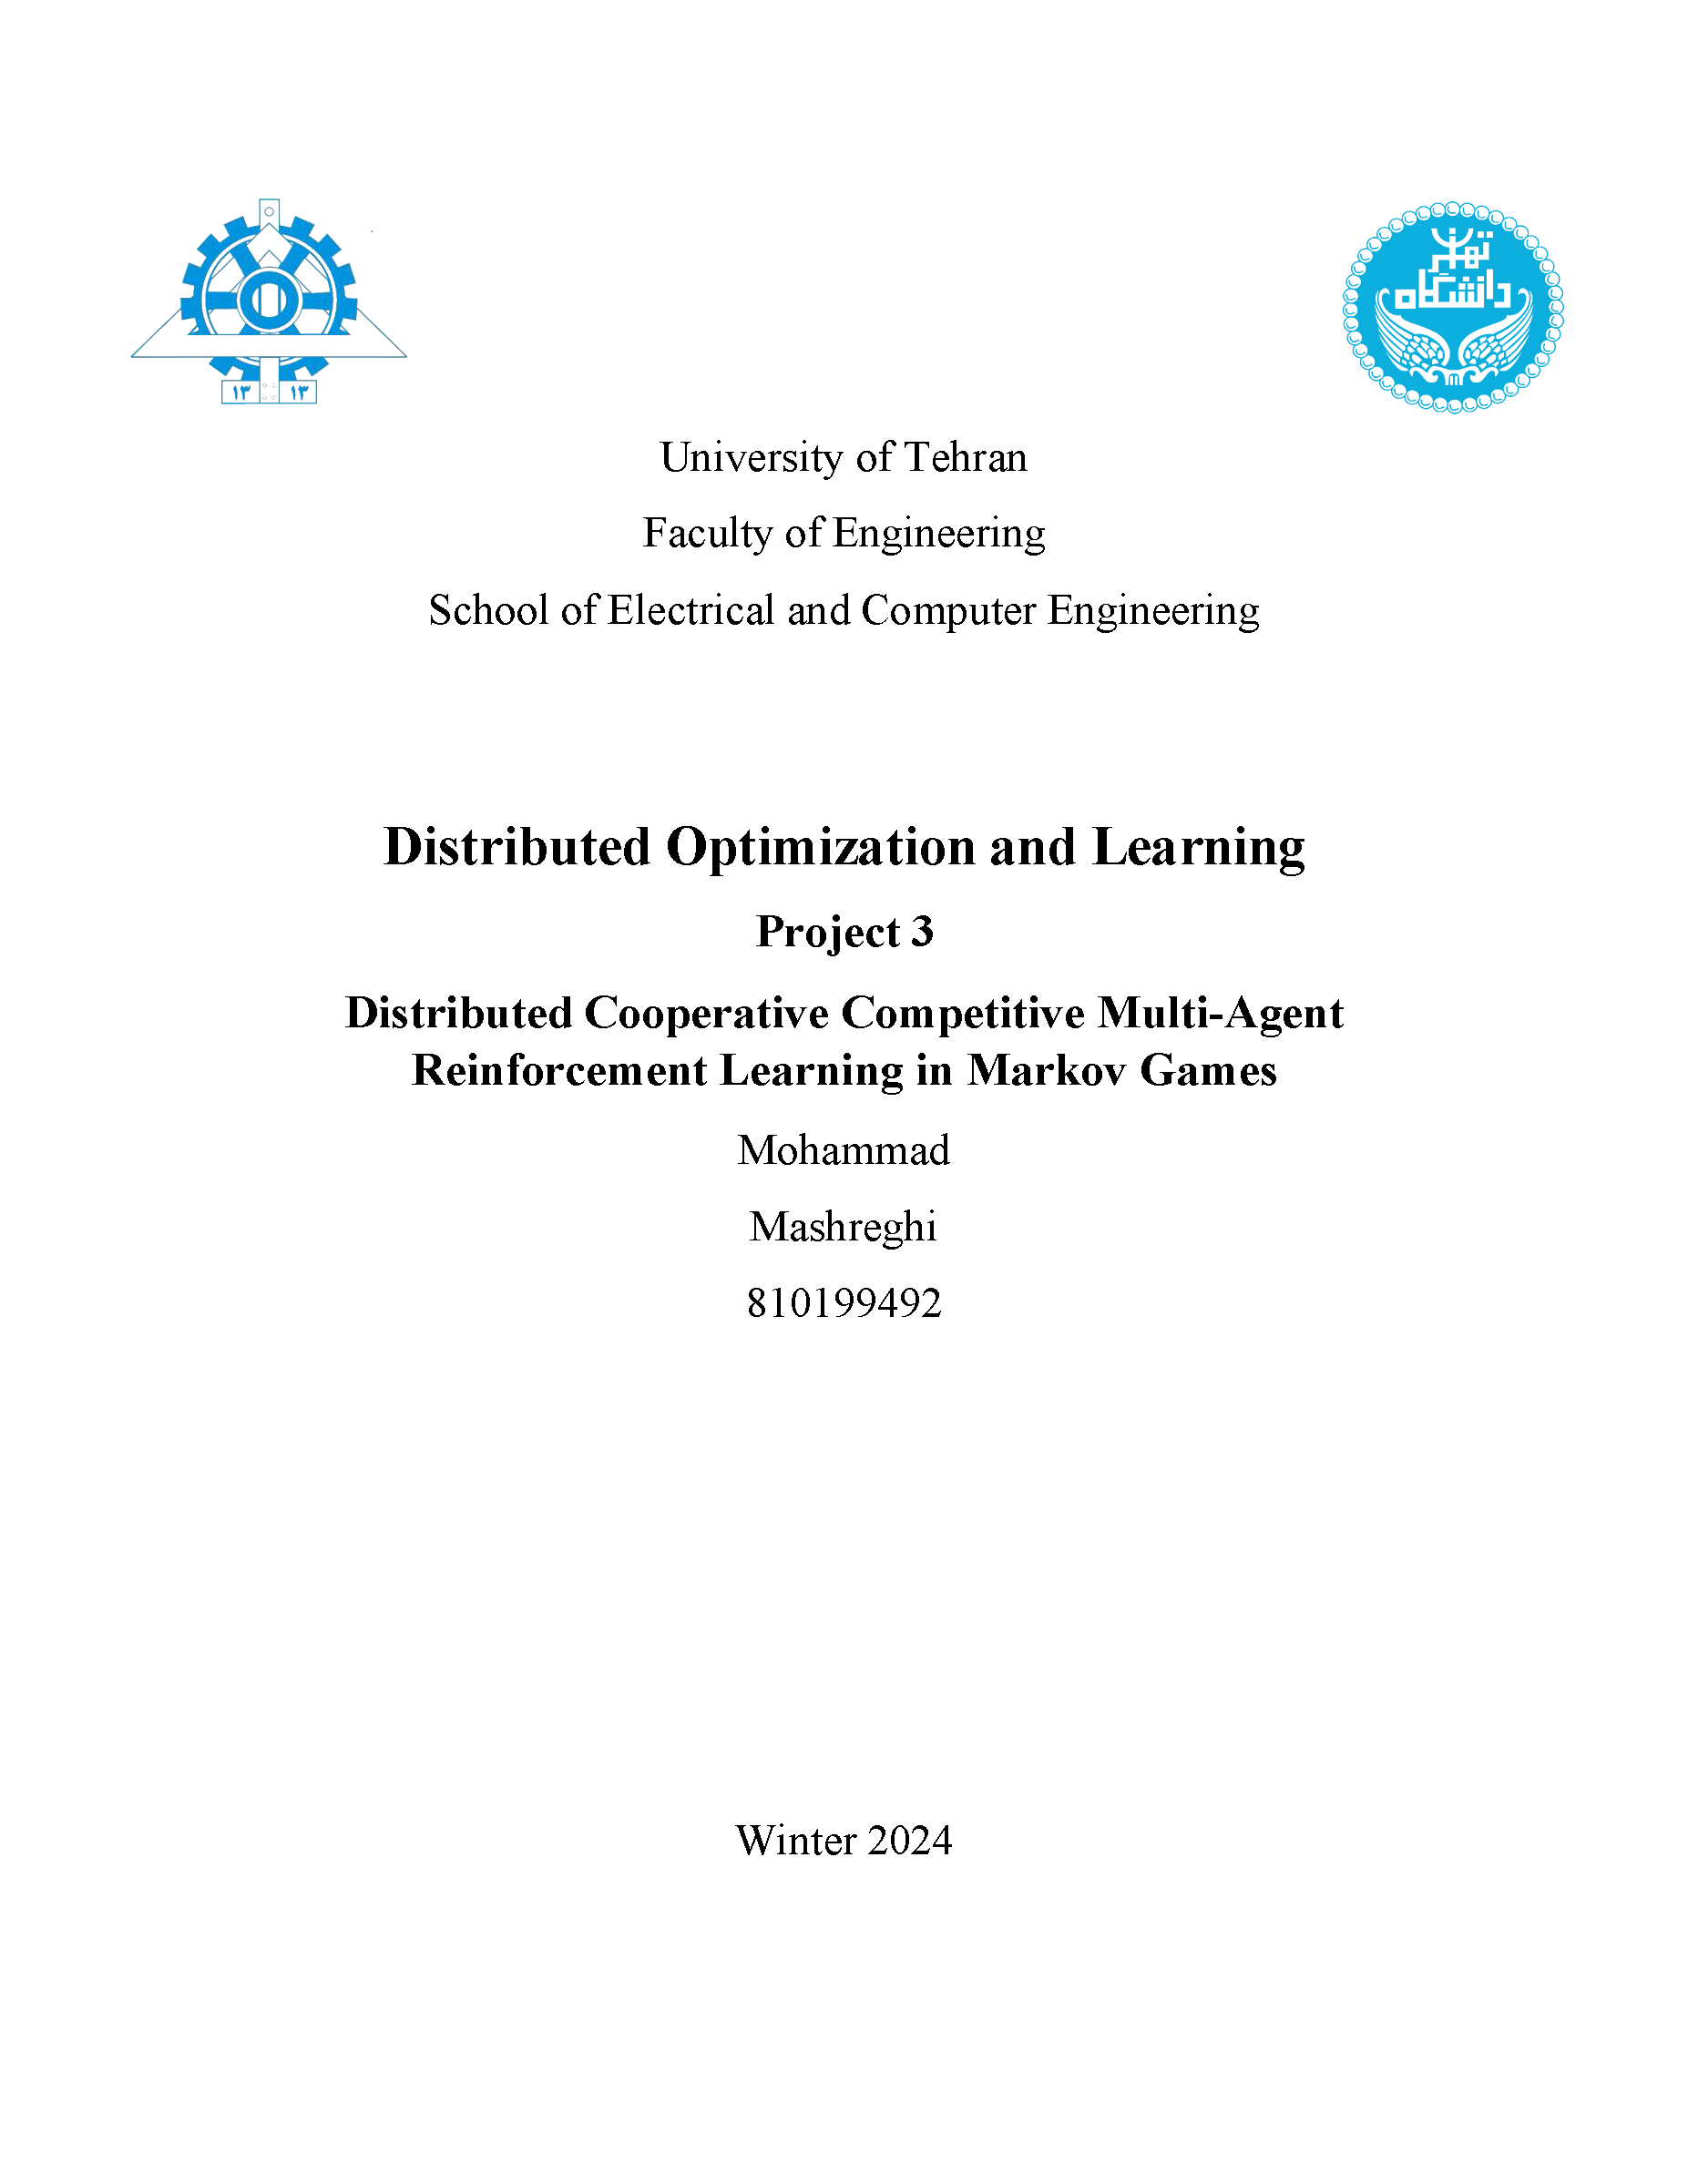 ۱۳ ۱۳
دانشگاه تهران
University of Tehran
Faculty of Engineering
School of Electrical and Computer Engineering
Distributed Optimization and Learning
Project 3
Distributed Cooperative Competitive Multi-Agent
Reinforcement Learning in Markov Games
Mohammad
Mashreghi
810199492
Winter 2024